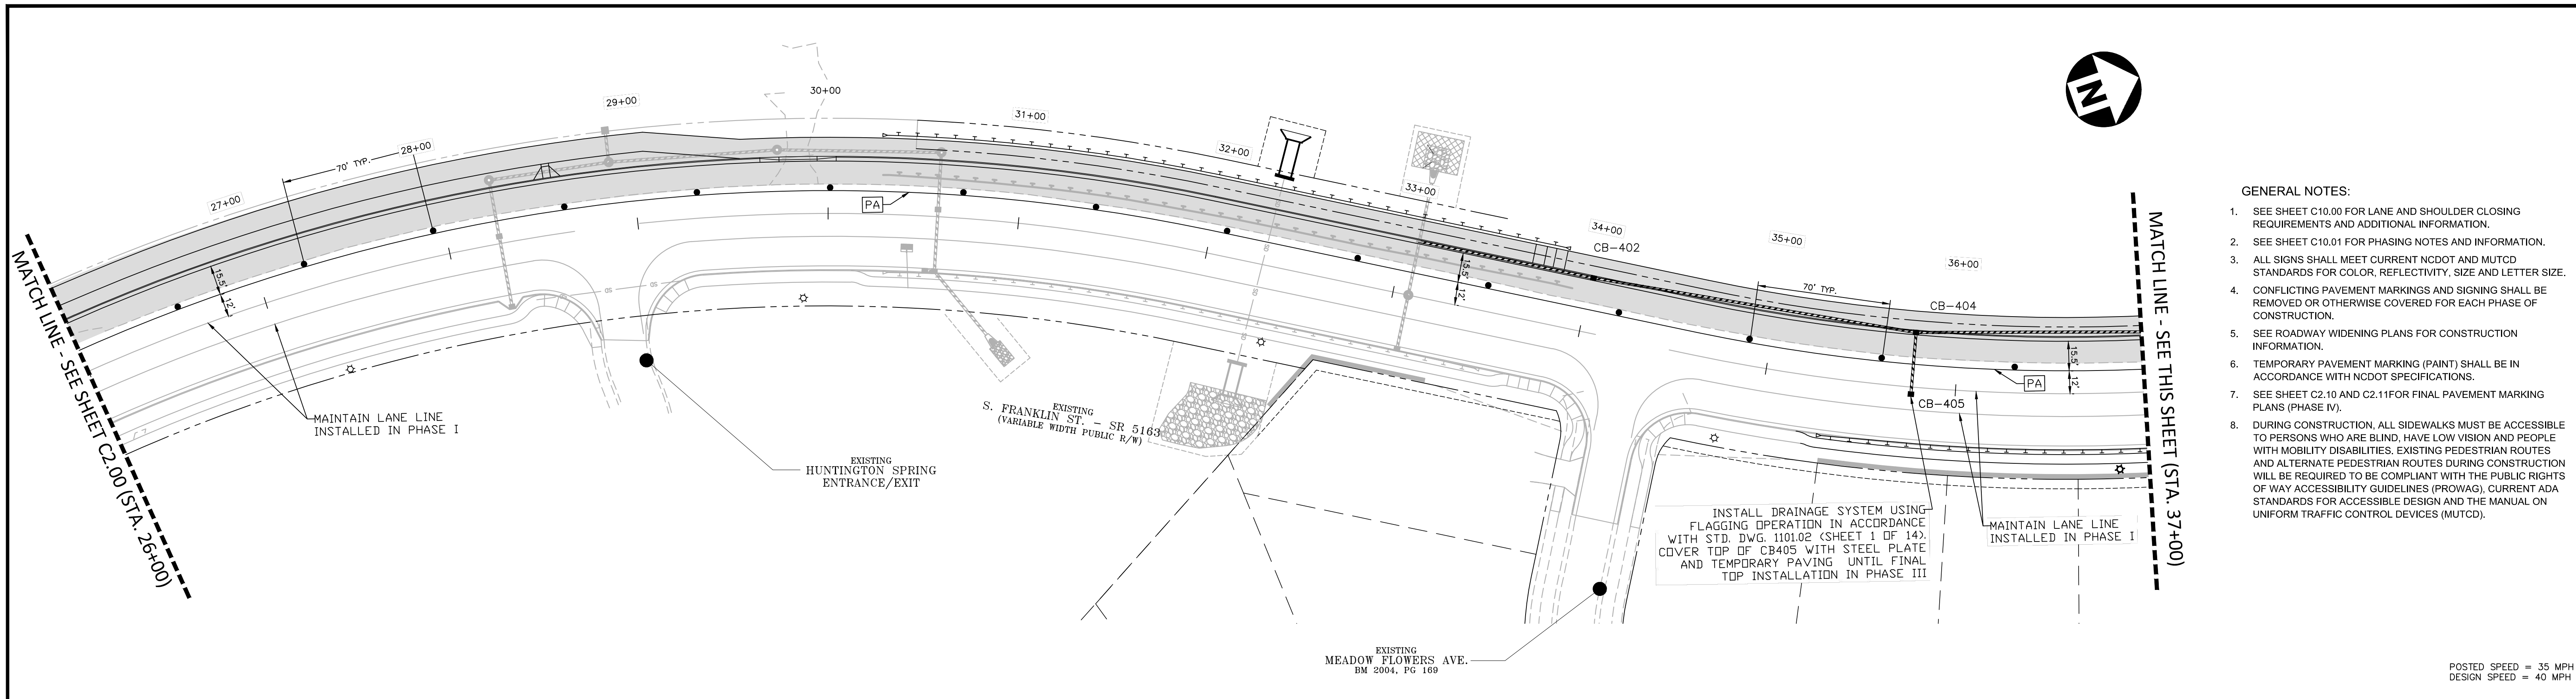 27+00
28+00
29+00
30+00
31+00
32+00
33+00
34+00
35+00
36+00
70' TYP.
70' TYP.
PA
PA
CB-402
CB-404
CB-405
15.5'
12'
15.5'
12'
15.5'
12'
SD
SD
SD
SD
SD
N
MATCH LINE - SEE SHEET C2.00 (STA. 26+00)
MAINTAIN LANE LINE
INSTALLED IN PHASE I
EXISTING
HUNTINGTON SPRING
ENTRANCE/EXIT
EXISTING
S. FRANKLIN ST. - SR 5163
(VARIABLE WIDTH PUBLIC R/W)
EXISTING
MEADOW FLOWERS AVE.
BM 2004, PG 169
INSTALL DRAINAGE SYSTEM USING
FLAGGING OPERATION IN ACCORDANCE
WITH STD. DWG. 1101.02 (SHEET 1 OF 14).
COVER TOP OF CB405 WITH STEEL PLATE
AND TEMPORARY PAVING UNTIL FINAL
TOP INSTALLATION IN PHASE III
MAINTAIN LANE LINE
INSTALLED IN PHASE I
MATCH LINE - SEE THIS SHEET (STA. 37+00)
GENERAL NOTES:
1. SEE SHEET C10.00 FOR LANE AND SHOULDER CLOSING
REQUIREMENTS AND ADDITIONAL INFORMATION.
2. SEE SHEET C10.01 FOR PHASING NOTES AND INFORMATION.
3. ALL SIGNS SHALL MEET CURRENT NCDOT AND MUTCD
STANDARDS FOR COLOR, REFLECTIVITY, SIZE AND LETTER SIZE.
4. CONFLICTING PAVEMENT MARKINGS AND SIGNING SHALL BE
REMOVED OR OTHERWISE COVERED FOR EACH PHASE OF
CONSTRUCTION.
5. SEE ROADWAY WIDENING PLANS FOR CONSTRUCTION
INFORMATION.
6. TEMPORARY PAVEMENT MARKING (PAINT) SHALL BE IN
ACCORDANCE WITH NCDOT SPECIFICATIONS.
7. SEE SHEET C2.10 AND C2.11FOR FINAL PAVEMENT MARKING
PLANS (PHASE IV).
8. DURING CONSTRUCTION, ALL SIDEWALKS MUST BE ACCESSIBLE
TO PERSONS WHO ARE BLIND, HAVE LOW VISION AND PEOPLE
WITH MOBILITY DISABILITIES. EXISTING PEDESTRIAN ROUTES
AND ALTERNATE PEDESTRIAN ROUTES DURING CONSTRUCTION
WILL BE REQUIRED TO BE COMPLIANT WITH THE PUBLIC RIGHTS
OF WAY ACCESSIBILITY GUIDELINES (PROWAG), CURRENT ADA
STANDARDS FOR ACCESSIBLE DESIGN AND THE MANUAL ON
UNIFORM TRAFFIC CONTROL DEVICES (MUTCD).
POSTED SPEED = 35 MPH
DESIGN SPEED = 40 MPH